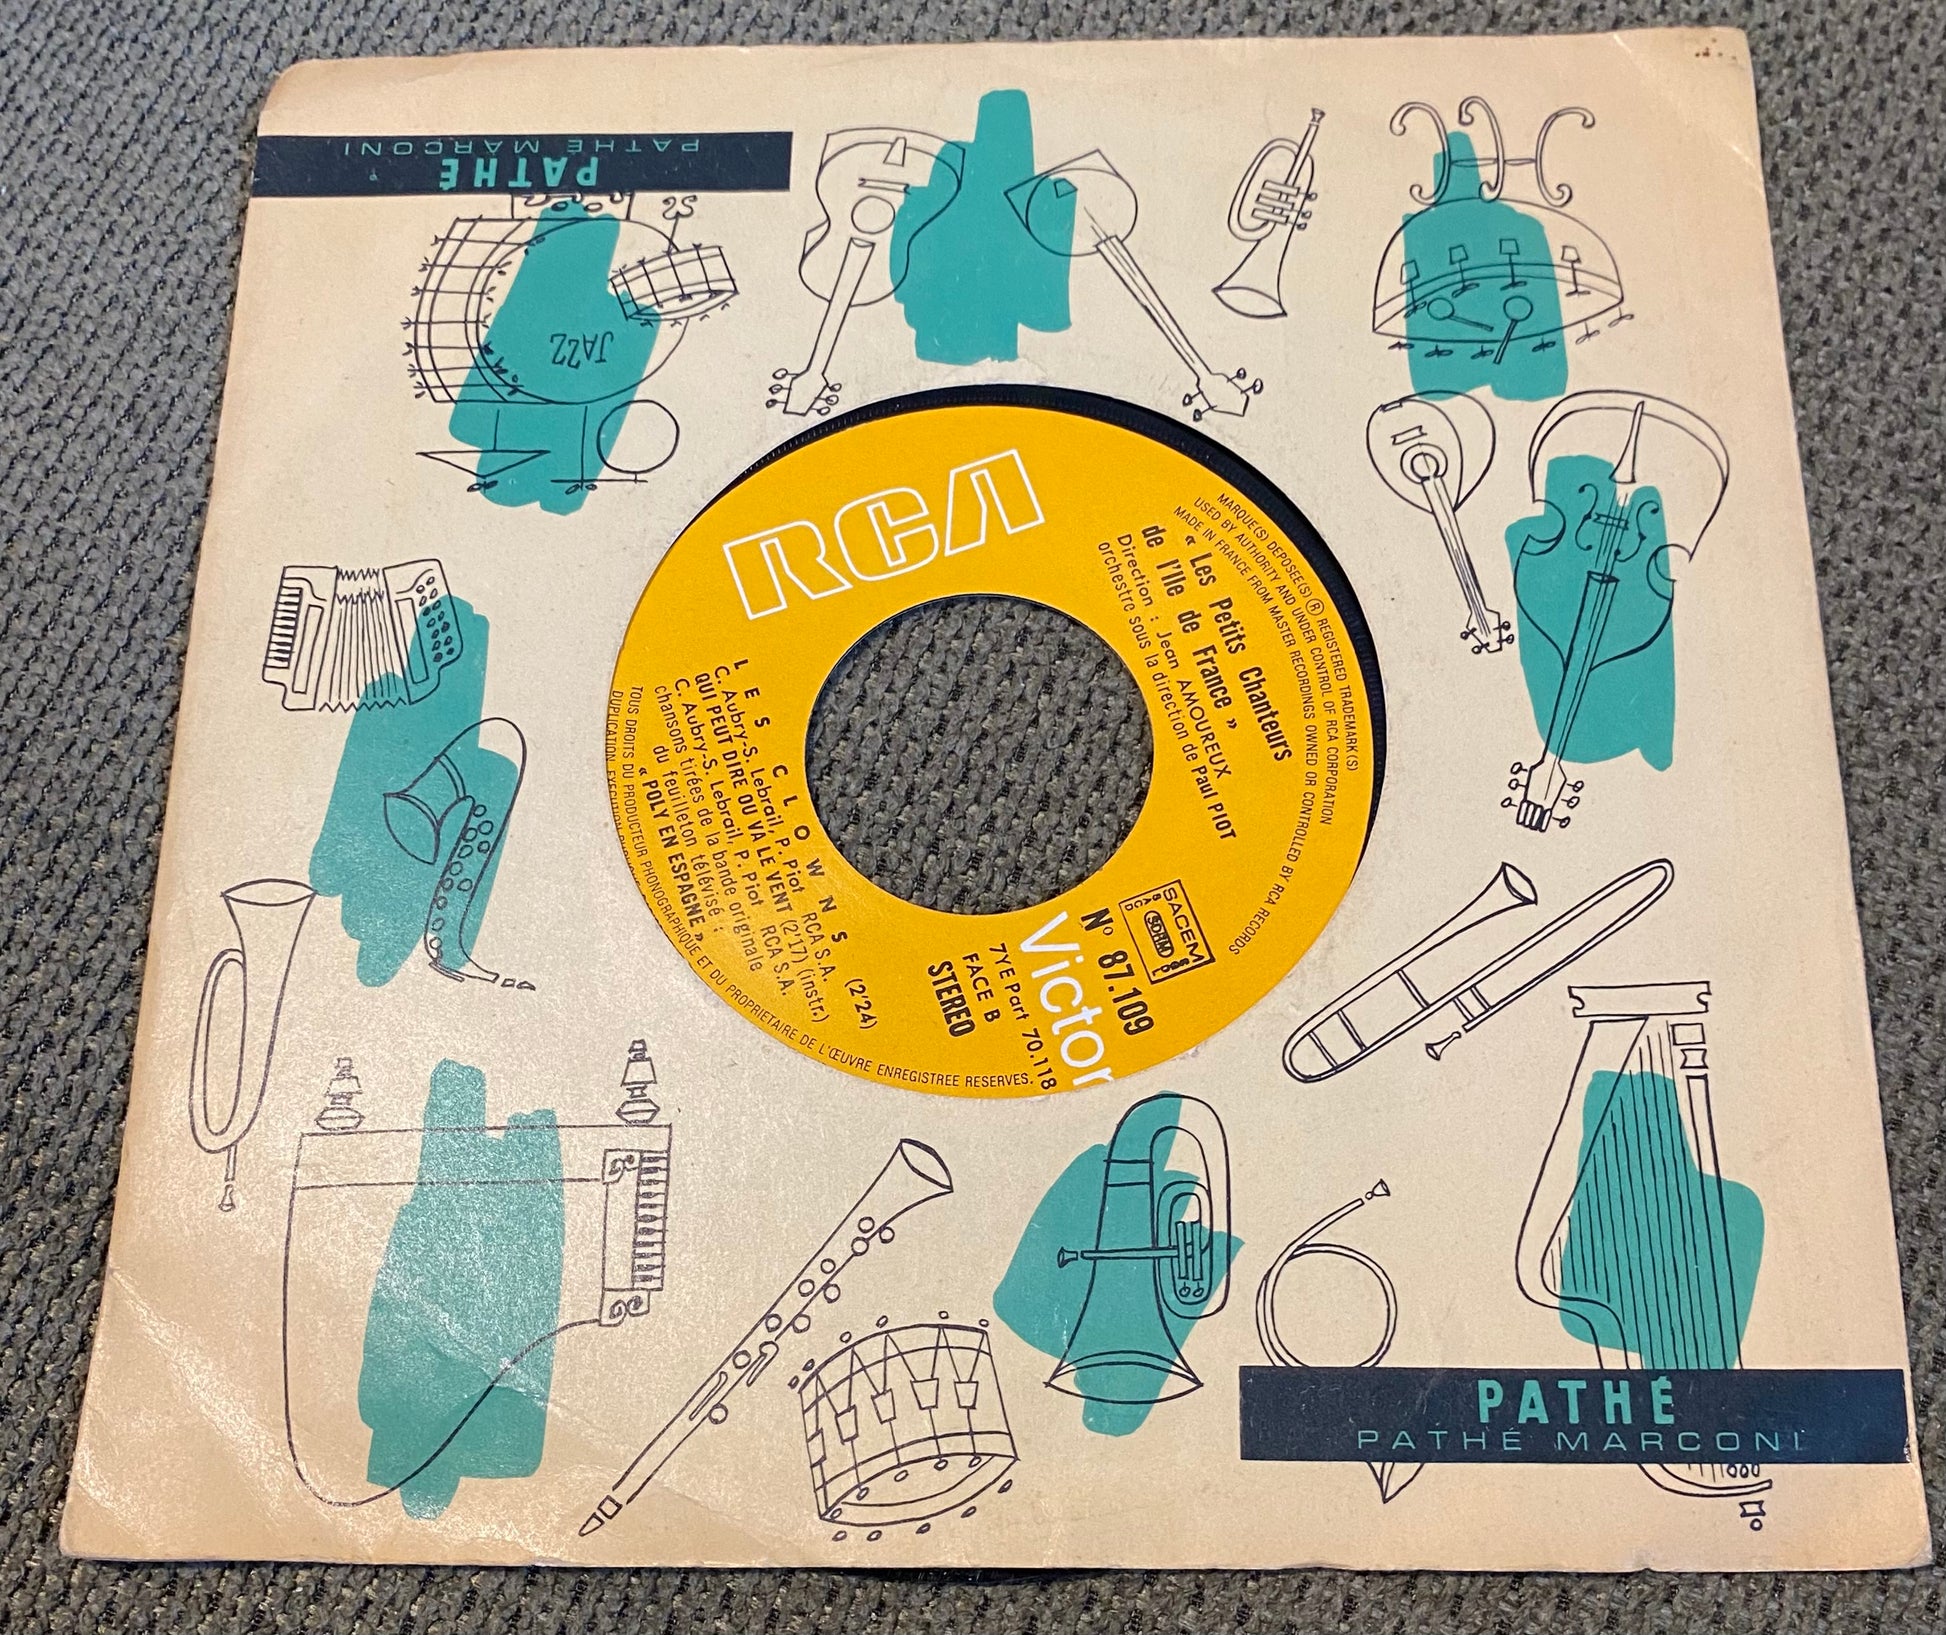 PATHÉ MARCONI
PATHÉ
JAZZ
RCA
Victor
MARQUE(S) DEPOSEE(S) ® REGISTERED TRADEMARK(S)
USED BY AUTHORITY AND UNDER CONTROL OF RCA CORPORATION
MADE IN FRANCE FROM MASTER RECORDINGS OWNED OR CONTROLLED BY RCA RECORDS
« Les Petits Chanteurs
de l'Ile de France »
Direction : Jean AMOUREUX
orchestre sous la direction de Paul PIOT
SACEM
N° 87.109
7YE Part 70.118
FACE B
STEREO
LES CLOWNS (2'24)
C. Aubry-S. Lebrail, P. Piot RCA S.A.
QUI PEUT DIRE OU VA LE VENT (2'17) (instr.)
C. Aubry-S. Lebrail, P. Piot RCA S.A.
chansons tirées de la bande originale
du feuilleton télévisé :
« POLY EN ESPAGNE »
TOUS DROITS DU PRODUCTEUR PHONOGRAPHIQUE ET DU PROPRIETAIRE DE L'ŒUVRE ENREGISTREE RESERVES.
DUPLICATION
PATHÉ
PATHÉ MARCONI